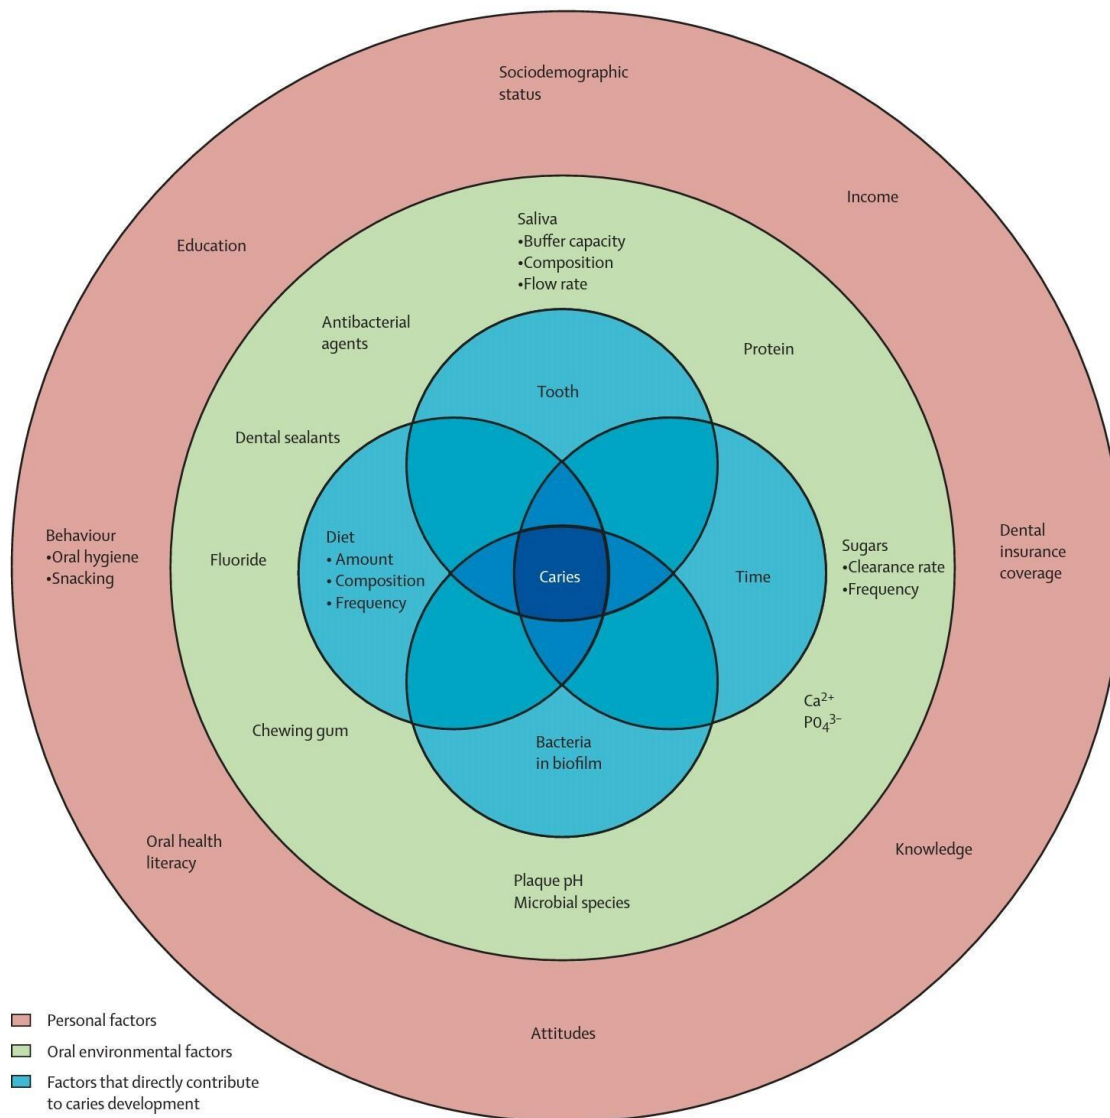 Sociodemographic
status
Income
Education
Saliva
•Buffer capacity
•Composition
•Flow rate
Antibacterial
agents
Protein
Tooth
Dental sealants
Behaviour
•Oral hygiene
•Snacking
Fluoride
Diet
• Amount
• Composition
• Frequency
Caries
Time
Sugars
•Clearance rate
•Frequency
Dental
insurance
coverage
Ca²⁺
PO₄³⁻
Chewing gum
Bacteria
in biofilm
Oral health
literacy
Knowledge
Plaque pH
Microbial species
Attitudes
Personal factors
Oral environmental factors
Factors that directly contribute
to caries development